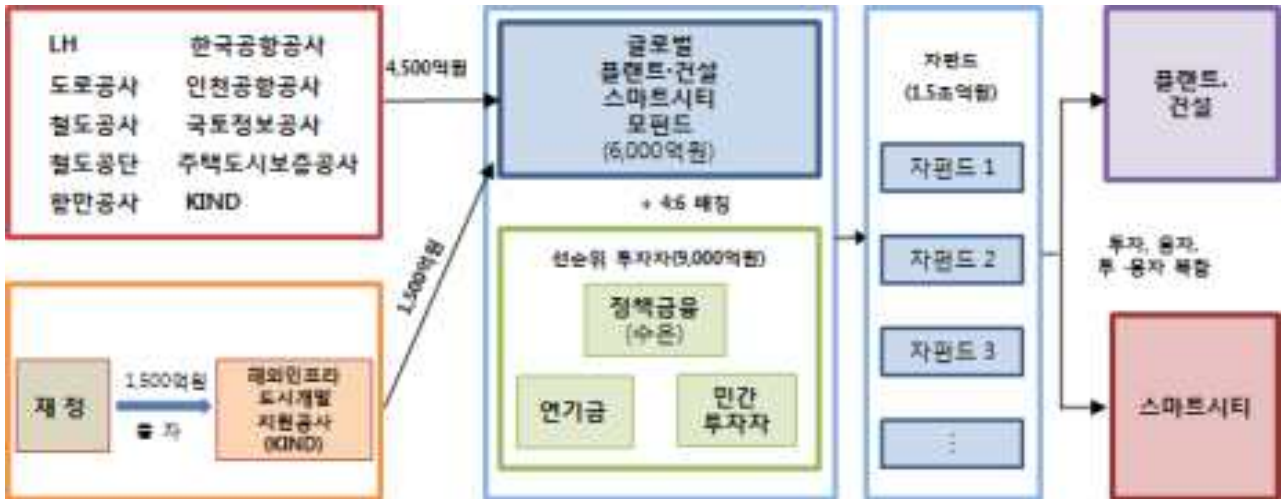 LH 한국공항공사
도로공사 인천공항공사
철도공사 국토정보공사
철도공단 주택도시보증공사
항만공사 KIND
4,500억원
1,500억원
재 정
1,500억원
출 자
해외인프라
도시개발
지원공사
(KIND)
글로벌
플랜트·건설
스마트시티
모펀드
(6,000억원)
+ 4:6 매칭
선순위 투자자(9,000억원)
정책금융
(수은)
연기금
민간
투자자
자펀드
(1.5조억원)
자펀드 1
자펀드 2
자펀드 3
⋮
플랜트·
건설
투자, 융자,
투·융자 복합
스마트시티